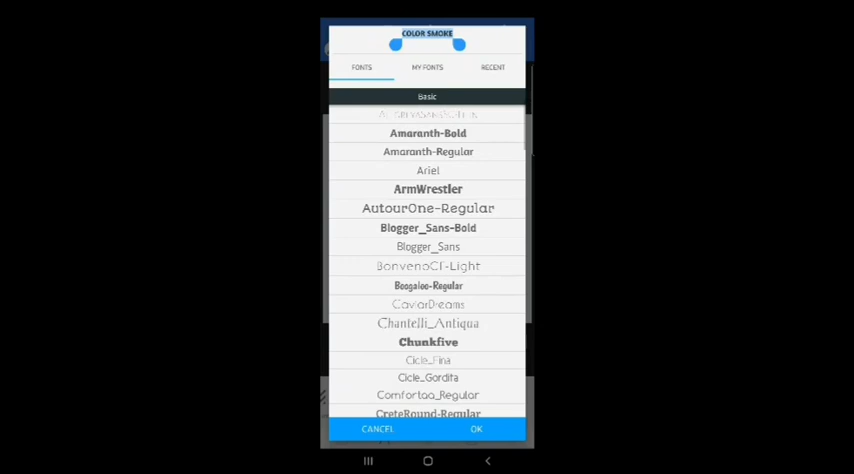 COLOR SMOKE
FONTS MY FONTS RECENT
Basic
Amaranth-Bold
Amaranth-Regular
Ariel
ArmWrestler
AutourOne-Regular
Blogger_Sans-Bold
Blogger_Sans
BonvenoCF-Light
Boogaloo-Regular
CaviarDreams
Chantelli_Antiqua
Chunkfive
Cicle_Fina
Cicle_Gordita
Comfortaa_Regular
CreteRound-Regular
CANCEL OK